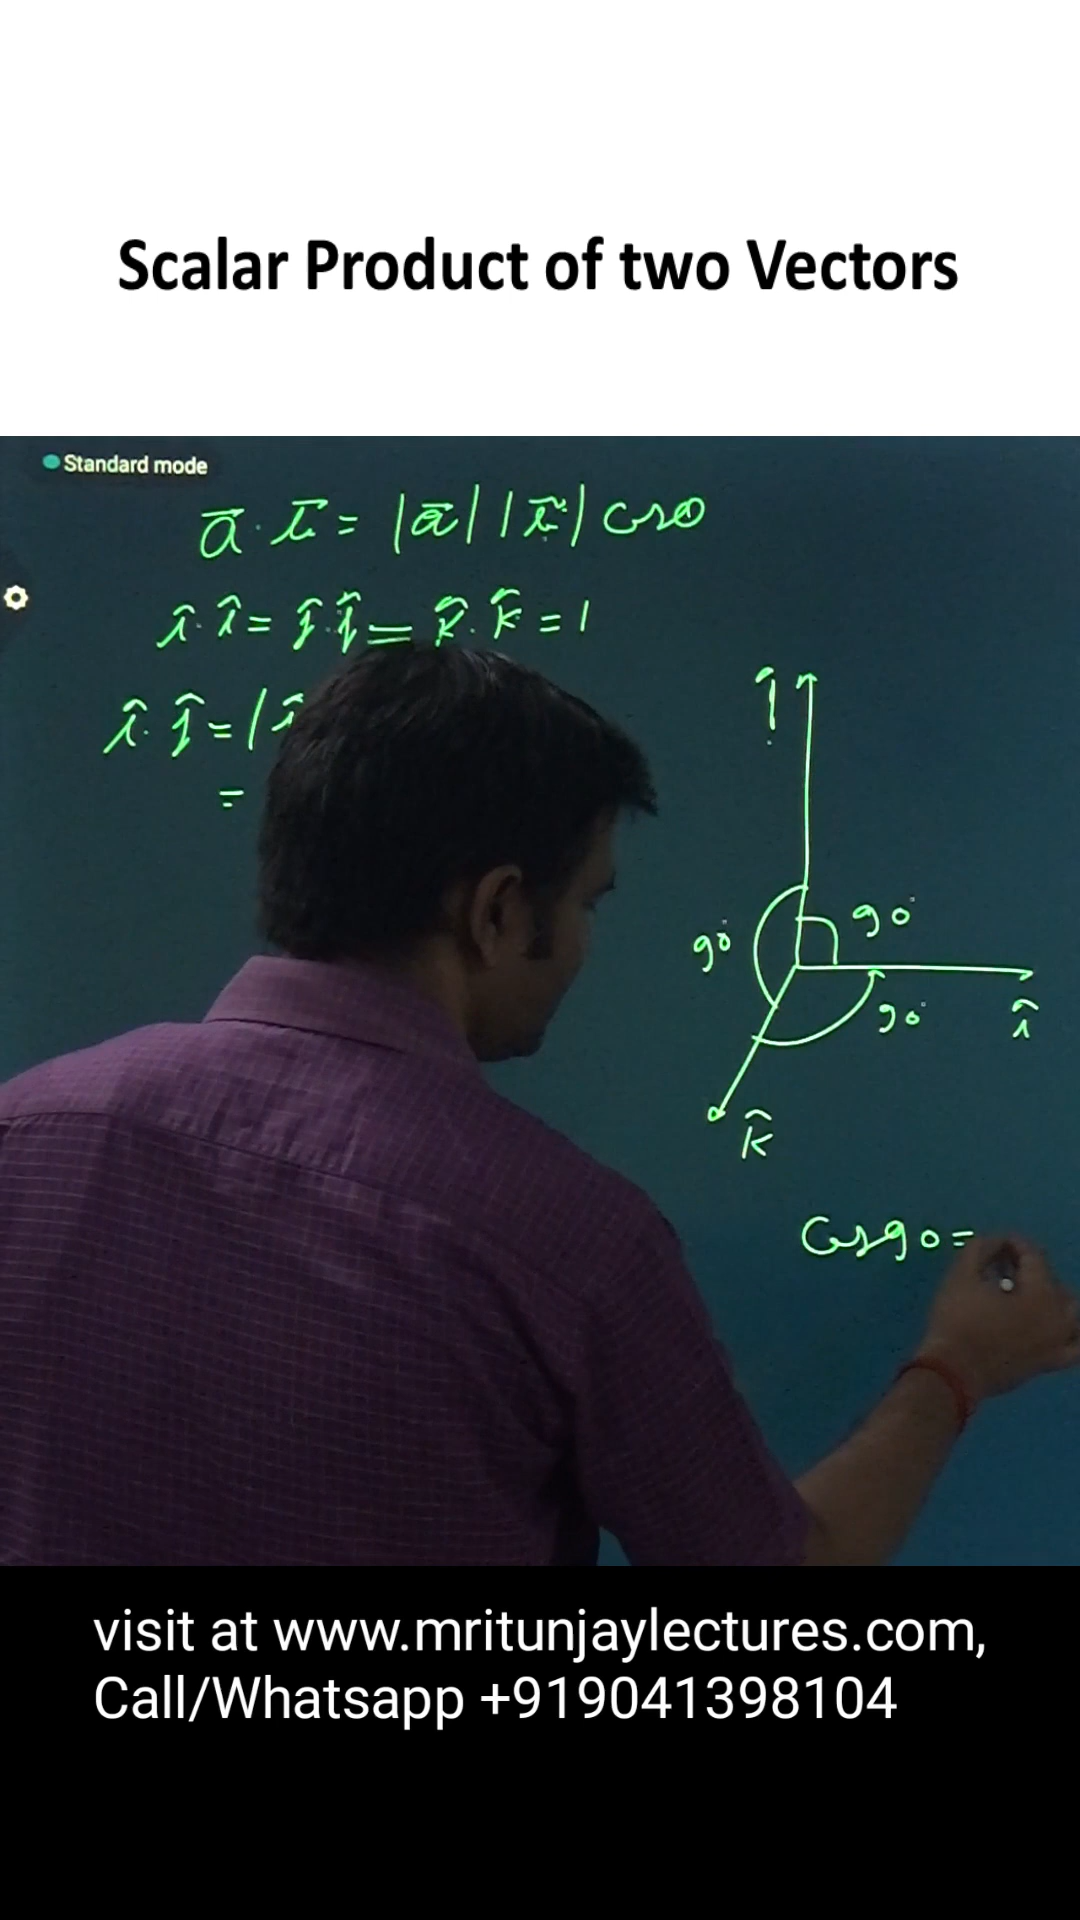 Scalar Product of two Vectors
Standard mode
a̅ · b̅ = |a̅| |b̅| cosθ
î · î = ĵ · ĵ = k̂ · k̂ = 1
î · ĵ = |î
=
ĵ
90°
90°
90°
î
k̂
Cos90=
visit at www.mritunjaylectures.com,
Call/Whatsapp +919041398104